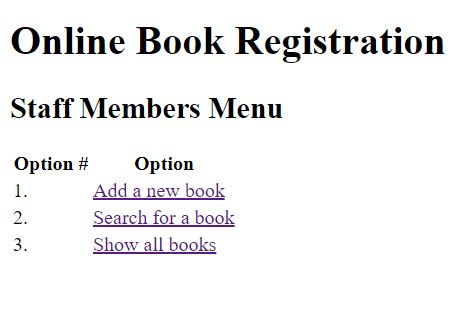 Online Book Registration
Staff Members Menu
Option # Option
1. Add a new book
2. Search for a book
3. Show all books